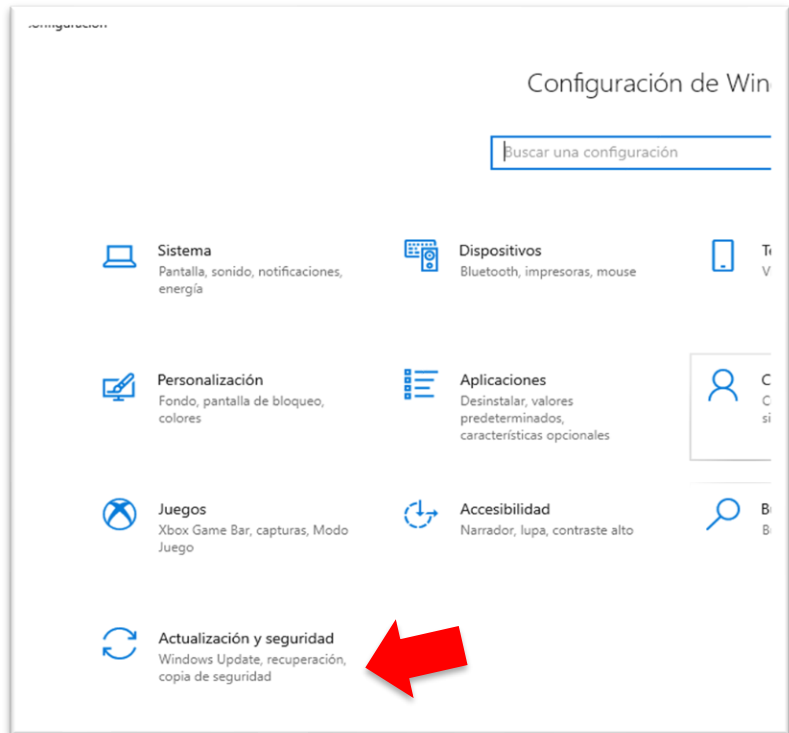 Configuración de Win
Buscar una configuración
Sistema
Pantalla, sonido, notificaciones,
energía
Dispositivos
Bluetooth, impresoras, mouse
Personalización
Fondo, pantalla de bloqueo,
colores
Aplicaciones
Desinstalar, valores
predeterminados,
características opcionales
Juegos
Xbox Game Bar, capturas, Modo
Juego
Accesibilidad
Narrador, lupa, contraste alto
Actualización y seguridad
Windows Update, recuperación,
copia de seguridad